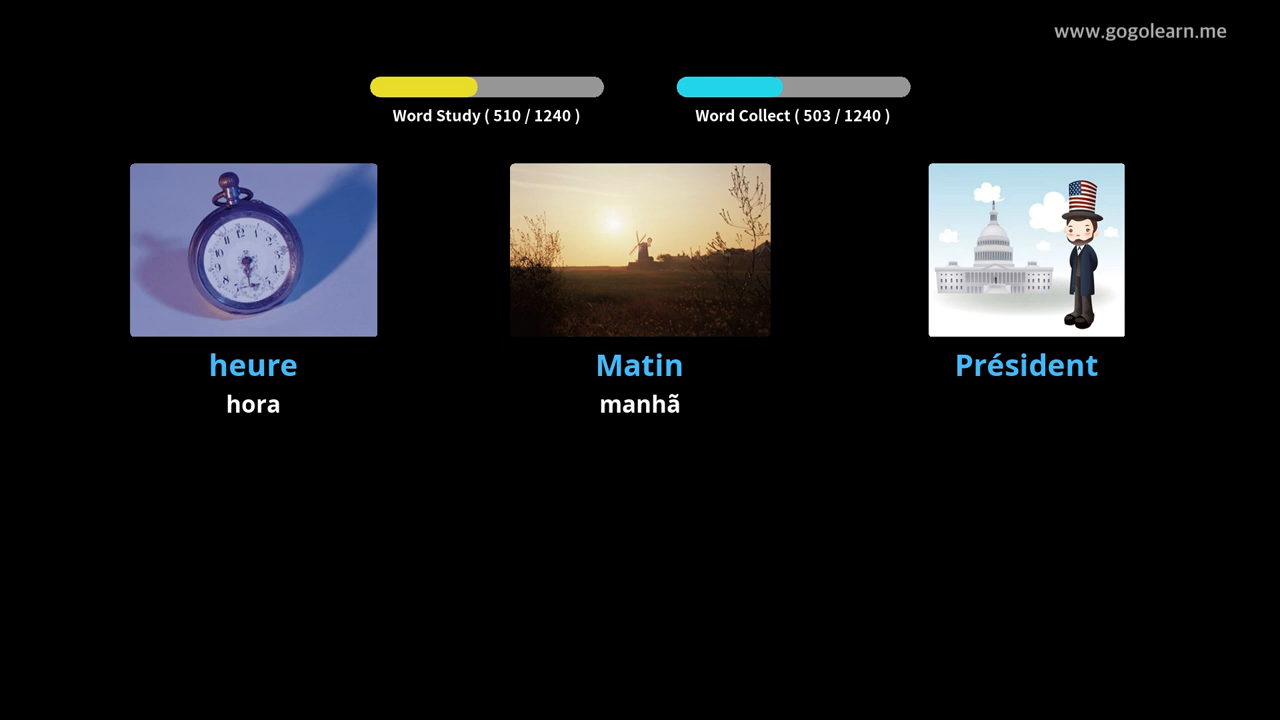 www.gogolearn.me
Word Study ( 510 / 1240 )
Word Collect ( 503 / 1240 )
heure
hora
Matin
manhã
Président